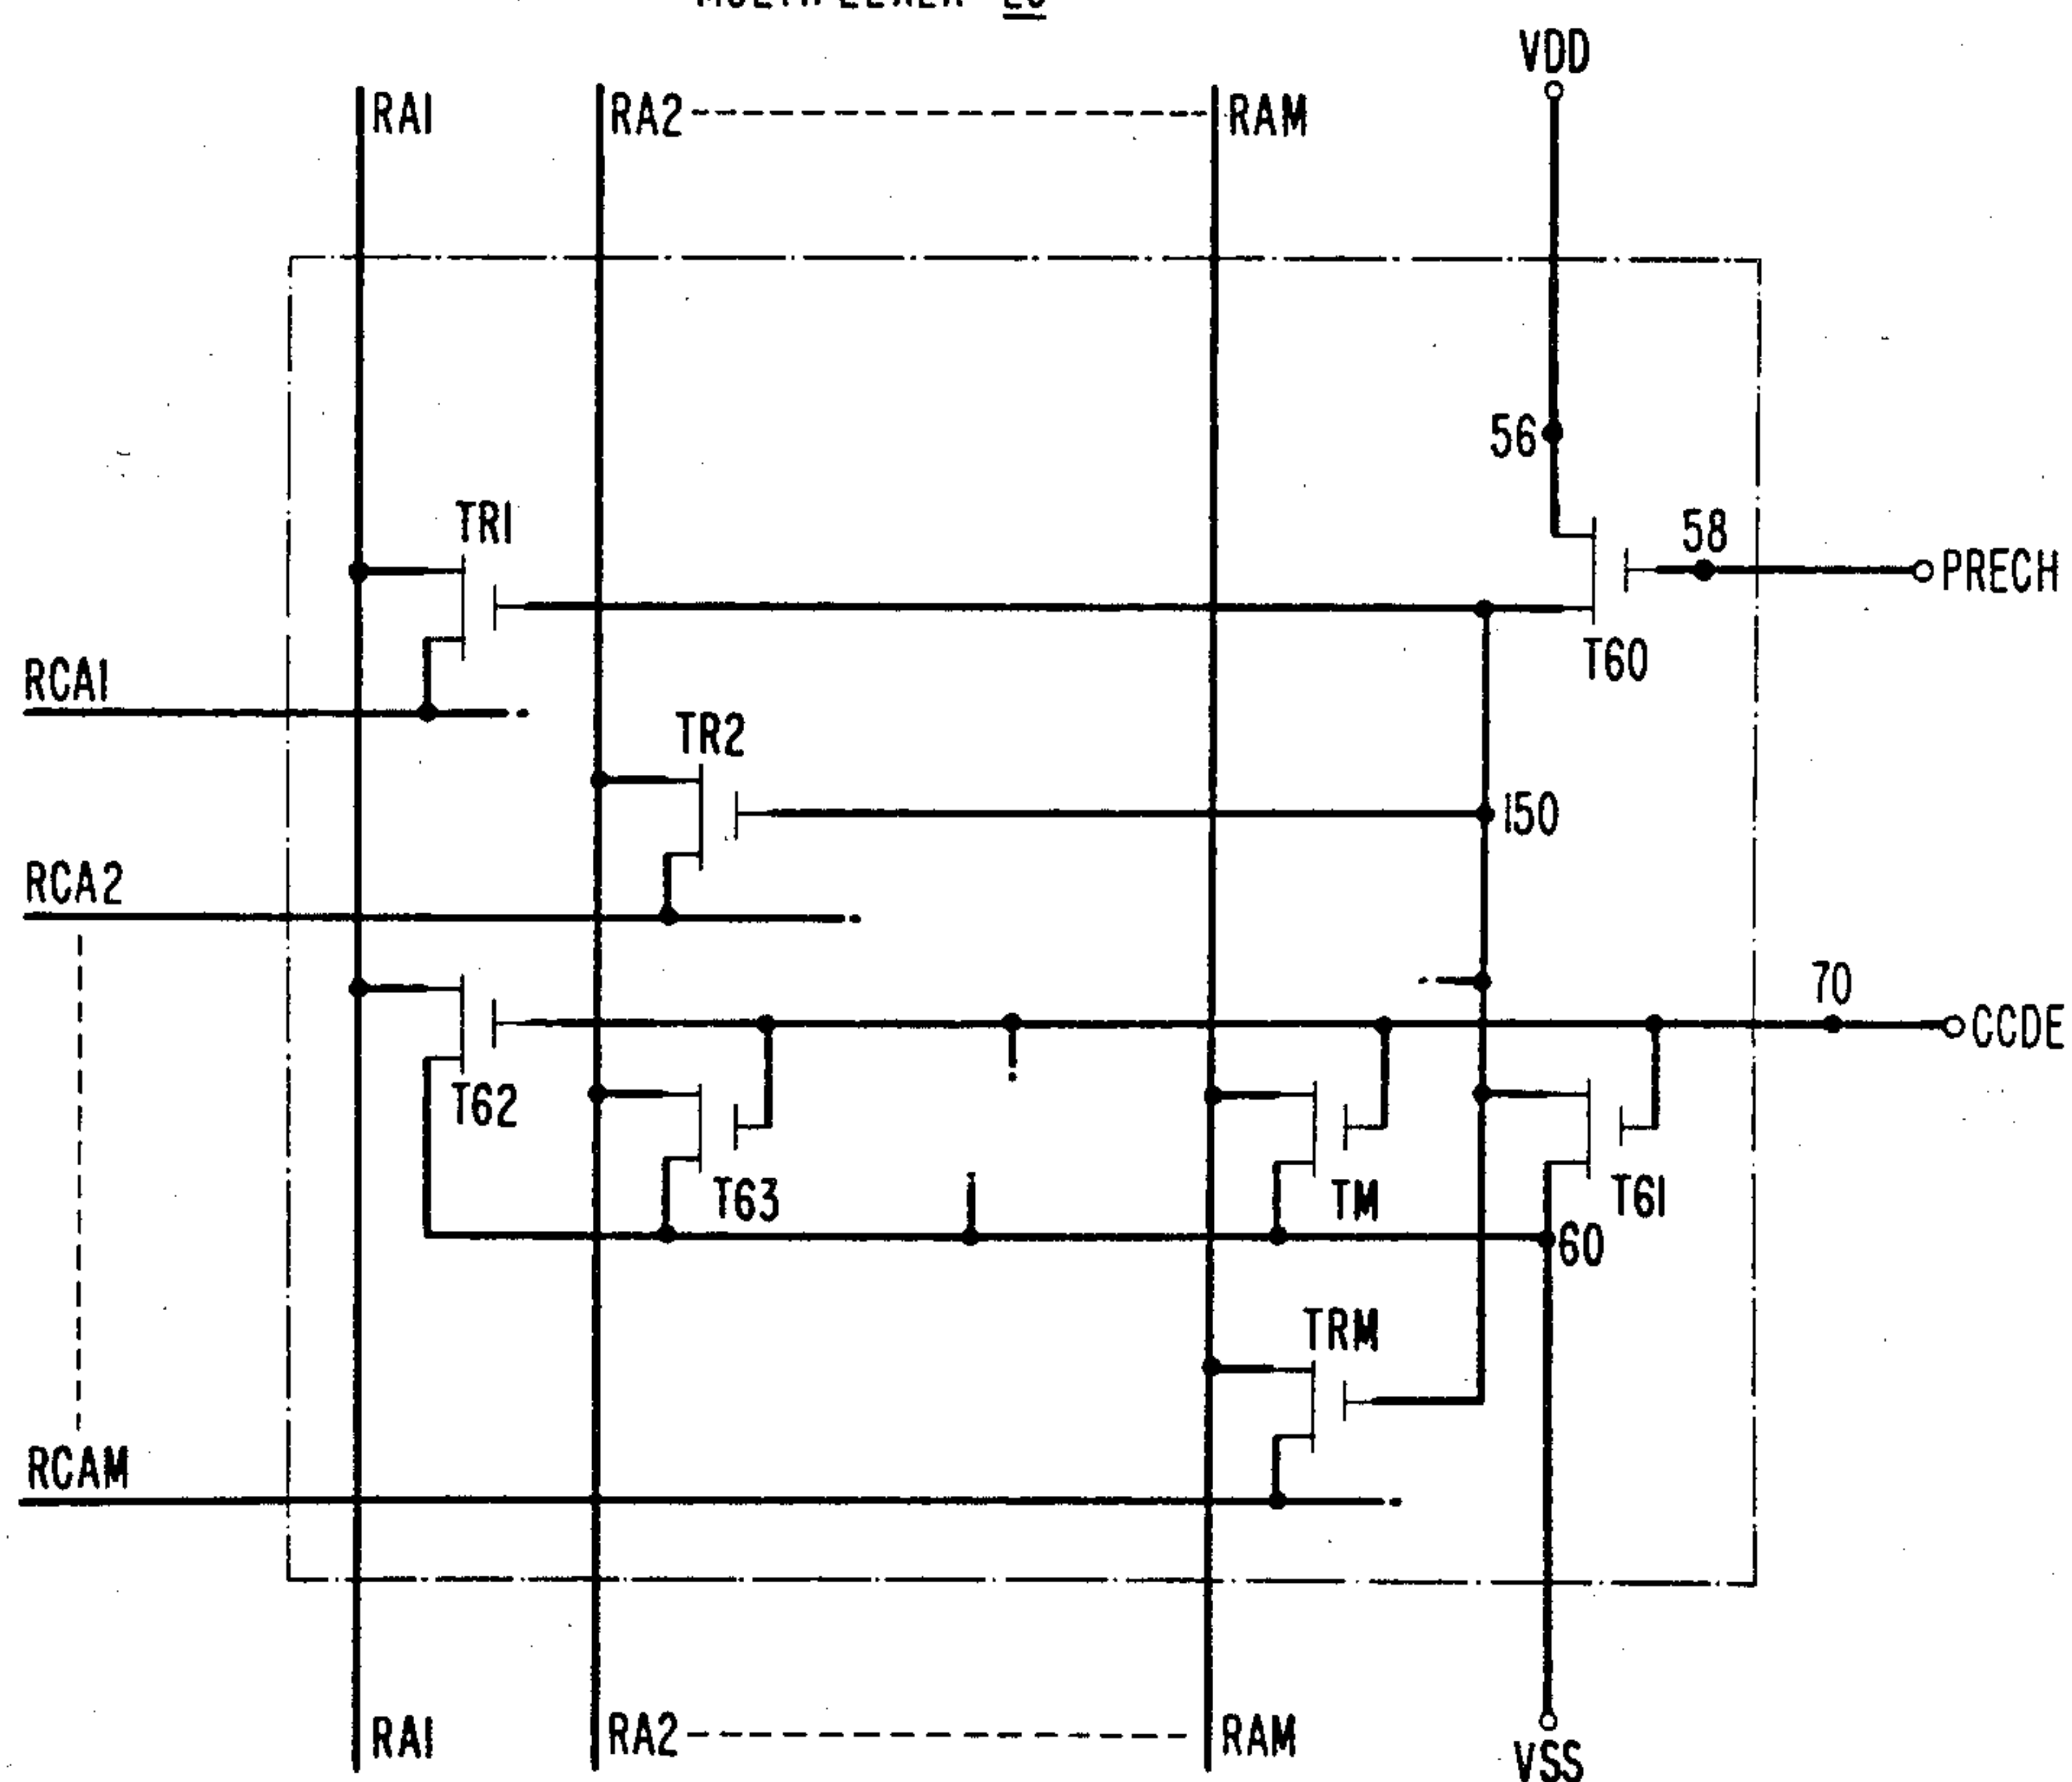 VDD
RA1
RA2
RAM
56
TR1
58
PRECH
T60
RCA1
TR2
150
RCA2
70
CCDE
T62
T63
TM
T61
60
TRM
RCAM
RA1
RA2
RAM
VSS